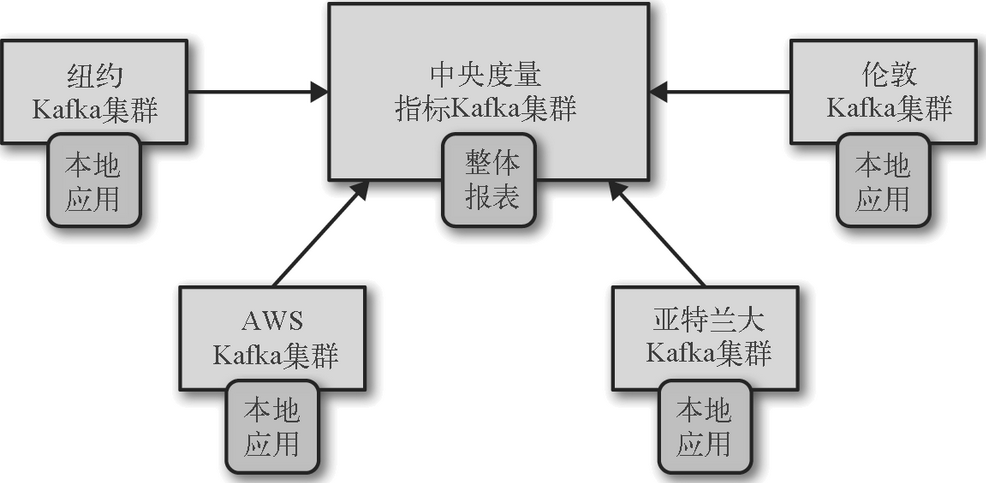 纽约
Kafka集群
本地
应用
中央度量
指标Kafka集群
整体
报表
伦敦
Kafka集群
本地
应用
AWS
Kafka集群
本地
应用
亚特兰大
Kafka集群
本地
应用